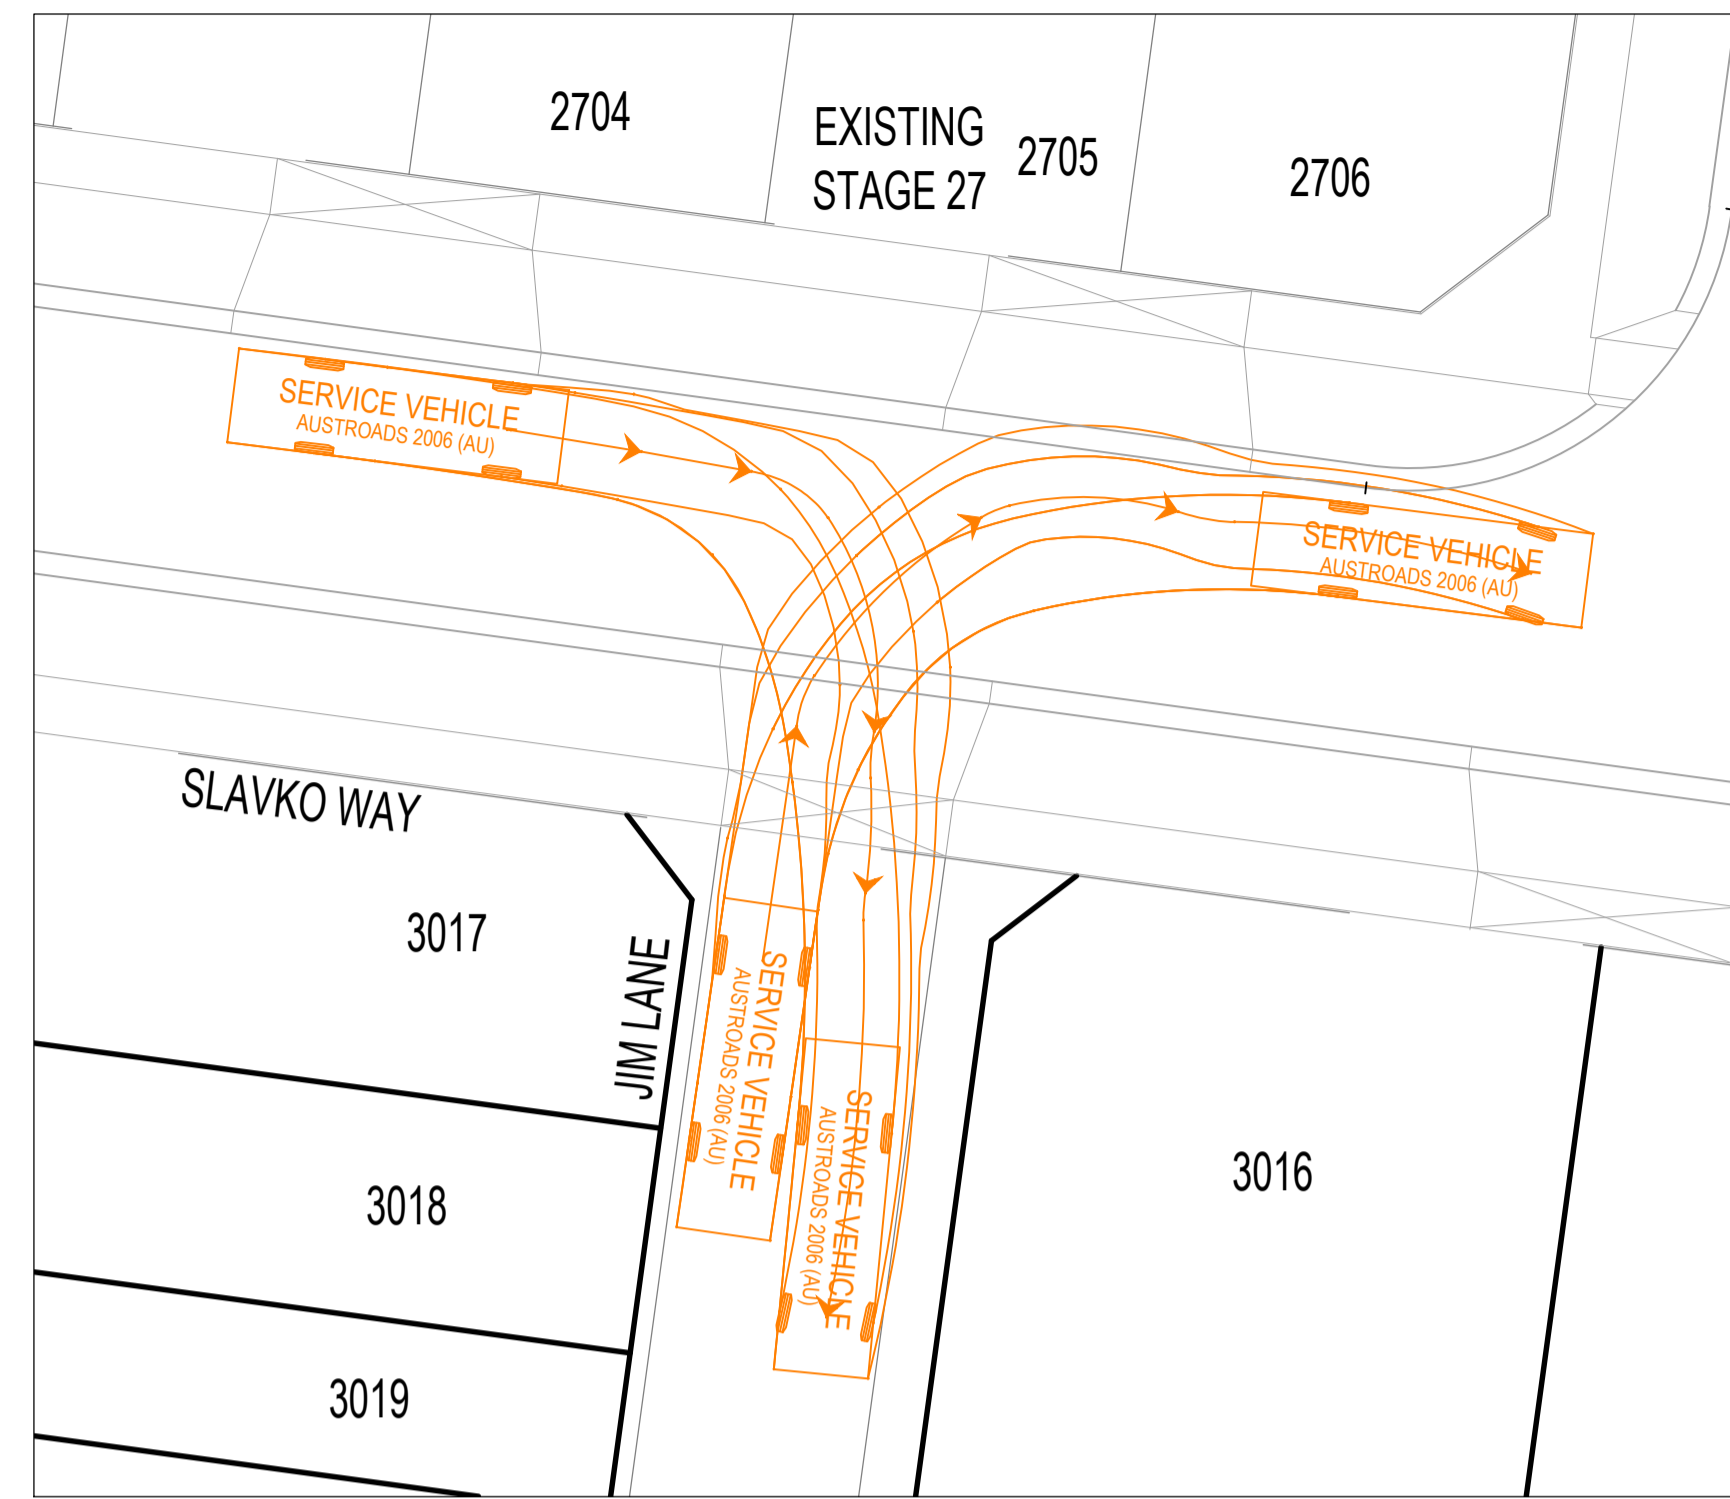 2704
EXISTING
STAGE 27
2705
2706
SERVICE VEHICLE
AUSTROADS 2006 (AU)
SERVICE VEHICLE
AUSTROADS 2006 (AU)
SLAVKO WAY
3017
JIM LANE
SERVICE VEHICLE
AUSTROADS 2006 (AU)
SERVICE VEHICLE
AUSTROADS 2006 (AU)
3016
3018
3019